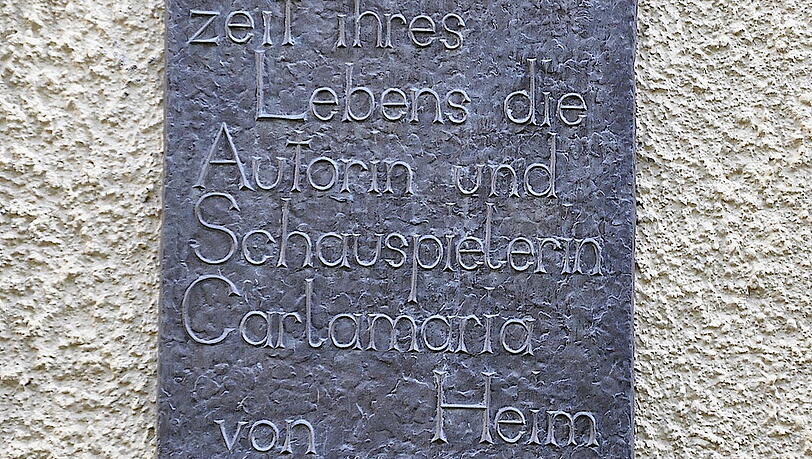 zeit ihres
Lebens die
Autorin und
Schauspielerin
Carlamaria
von Heim